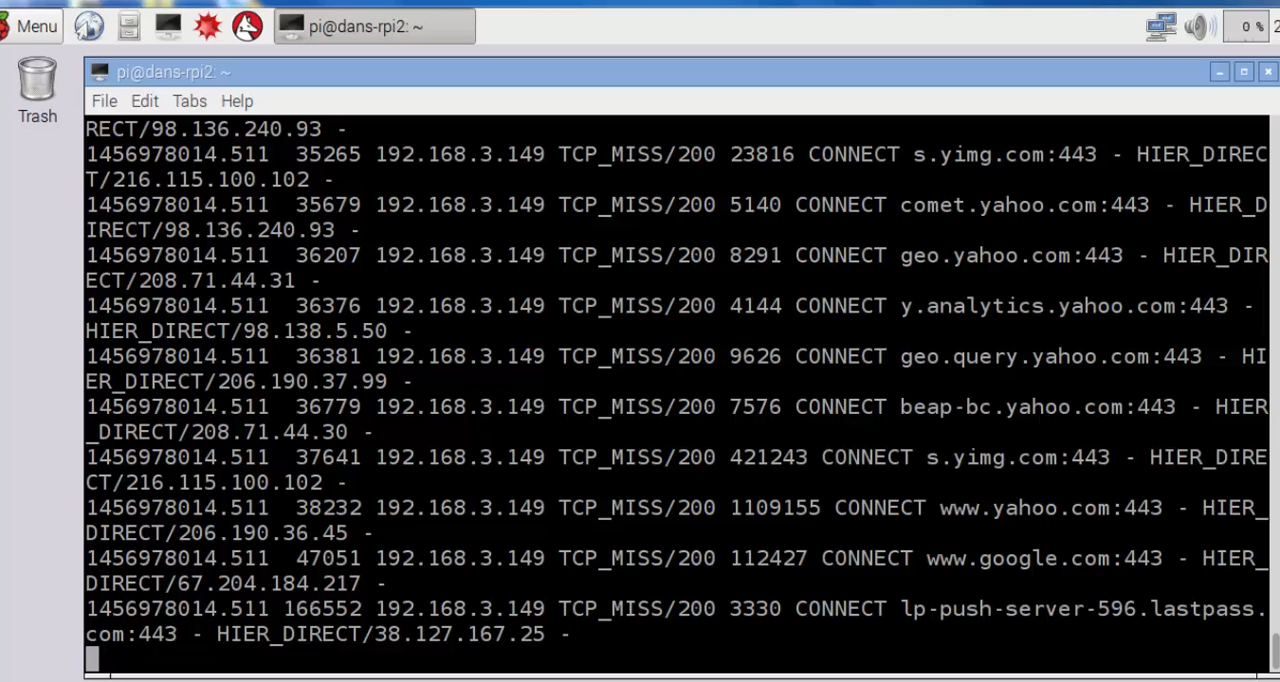 Menu
pi@dans-rpi2: ~
0 %
2
Trash
pi@dans-rpi2: ~
File Edit Tabs Help
RECT/98.136.240.93 -
1456978014.511  35265 192.168.3.149 TCP_MISS/200 23816 CONNECT s.yimg.com:443 - HIER_DIREC
T/216.115.100.102 -
1456978014.511  35679 192.168.3.149 TCP_MISS/200 5140 CONNECT comet.yahoo.com:443 - HIER_D
IRECT/98.136.240.93 -
1456978014.511  36207 192.168.3.149 TCP_MISS/200 8291 CONNECT geo.yahoo.com:443 - HIER_DIR
ECT/208.71.44.31 -
1456978014.511  36376 192.168.3.149 TCP_MISS/200 4144 CONNECT y.analytics.yahoo.com:443 -
HIER_DIRECT/98.138.5.50 -
1456978014.511  36381 192.168.3.149 TCP_MISS/200 9626 CONNECT geo.query.yahoo.com:443 - HI
ER_DIRECT/206.190.37.99 -
1456978014.511  36779 192.168.3.149 TCP_MISS/200 7576 CONNECT beap-bc.yahoo.com:443 - HIER
_DIRECT/208.71.44.30 -
1456978014.511  37641 192.168.3.149 TCP_MISS/200 421243 CONNECT s.yimg.com:443 - HIER_DIRE
CT/216.115.100.102 -
1456978014.511  38232 192.168.3.149 TCP_MISS/200 1109155 CONNECT www.yahoo.com:443 - HIER_
DIRECT/206.190.36.45 -
1456978014.511  47051 192.168.3.149 TCP_MISS/200 112427 CONNECT www.google.com:443 - HIER_
DIRECT/67.204.184.217 -
1456978014.511 166552 192.168.3.149 TCP_MISS/200 3330 CONNECT lp-push-server-596.lastpass.
com:443 - HIER_DIRECT/38.127.167.25 -